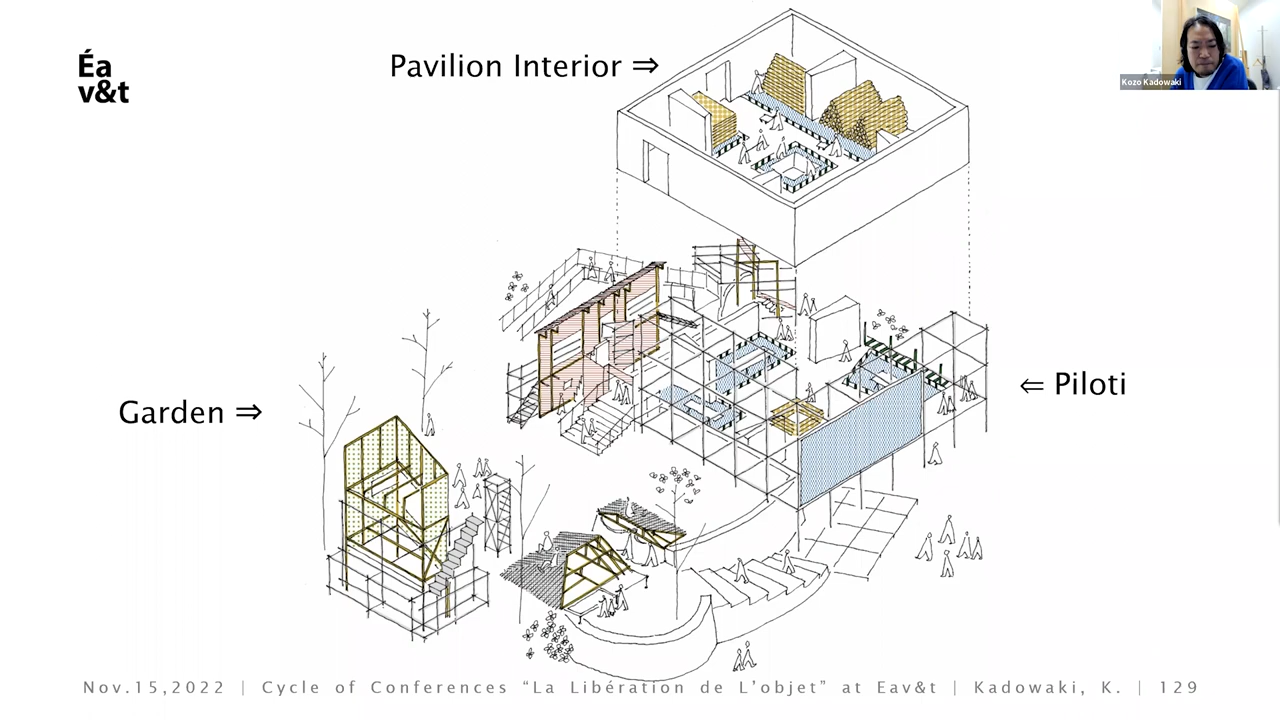 Éa
v&t
Pavilion Interior ⇒
Kozo Kadowaki
⇐ Piloti
Garden ⇒
Nov.15,2022 | Cycle of Conferences “La Libération de L’objet” at Eav&t | Kadowaki, K. | 129